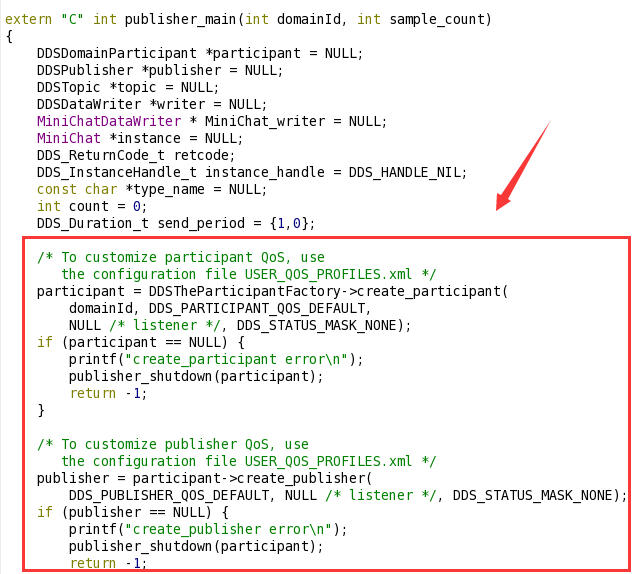 extern "C" int publisher_main(int domainId, int sample_count)
{
    DDSDomainParticipant *participant = NULL;
    DDSPublisher *publisher = NULL;
    DDSTopic *topic = NULL;
    DDSDataWriter *writer = NULL;
    MiniChatDataWriter * MiniChat_writer = NULL;
    MiniChat *instance = NULL;
    DDS_ReturnCode_t retcode;
    DDS_InstanceHandle_t instance_handle = DDS_HANDLE_NIL;
    const char *type_name = NULL;
    int count = 0;
    DDS_Duration_t send_period = {1,0};

    /* To customize participant QoS, use
       the configuration file USER_QOS_PROFILES.xml */
    participant = DDSTheParticipantFactory->create_participant(
        domainId, DDS_PARTICIPANT_QOS_DEFAULT,
        NULL /* listener */, DDS_STATUS_MASK_NONE);
    if (participant == NULL) {
        printf("create_participant error\n");
        publisher_shutdown(participant);
        return -1;
    }

    /* To customize publisher QoS, use
       the configuration file USER_QOS_PROFILES.xml */
    publisher = participant->create_publisher(
        DDS_PUBLISHER_QOS_DEFAULT, NULL /* listener */, DDS_STATUS_MASK_NONE);
    if (publisher == NULL) {
        printf("create_publisher error\n");
        publisher_shutdown(participant);
        return -1;